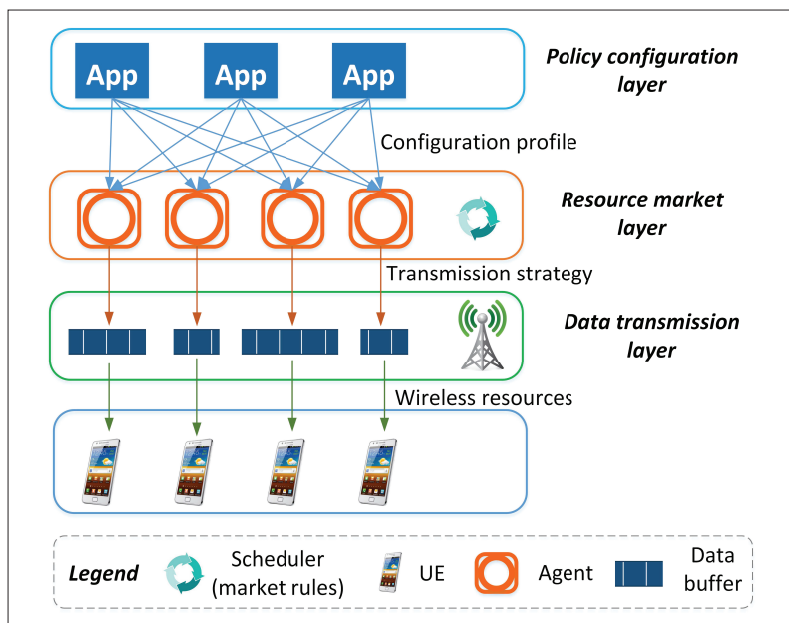 Policy configuration
layer
App
App
App
Configuration profile
Resource market
layer
Transmission strategy
Data transmission
layer
Wireless resources
Legend
Scheduler
(market rules)
UE
Agent
Data
buffer